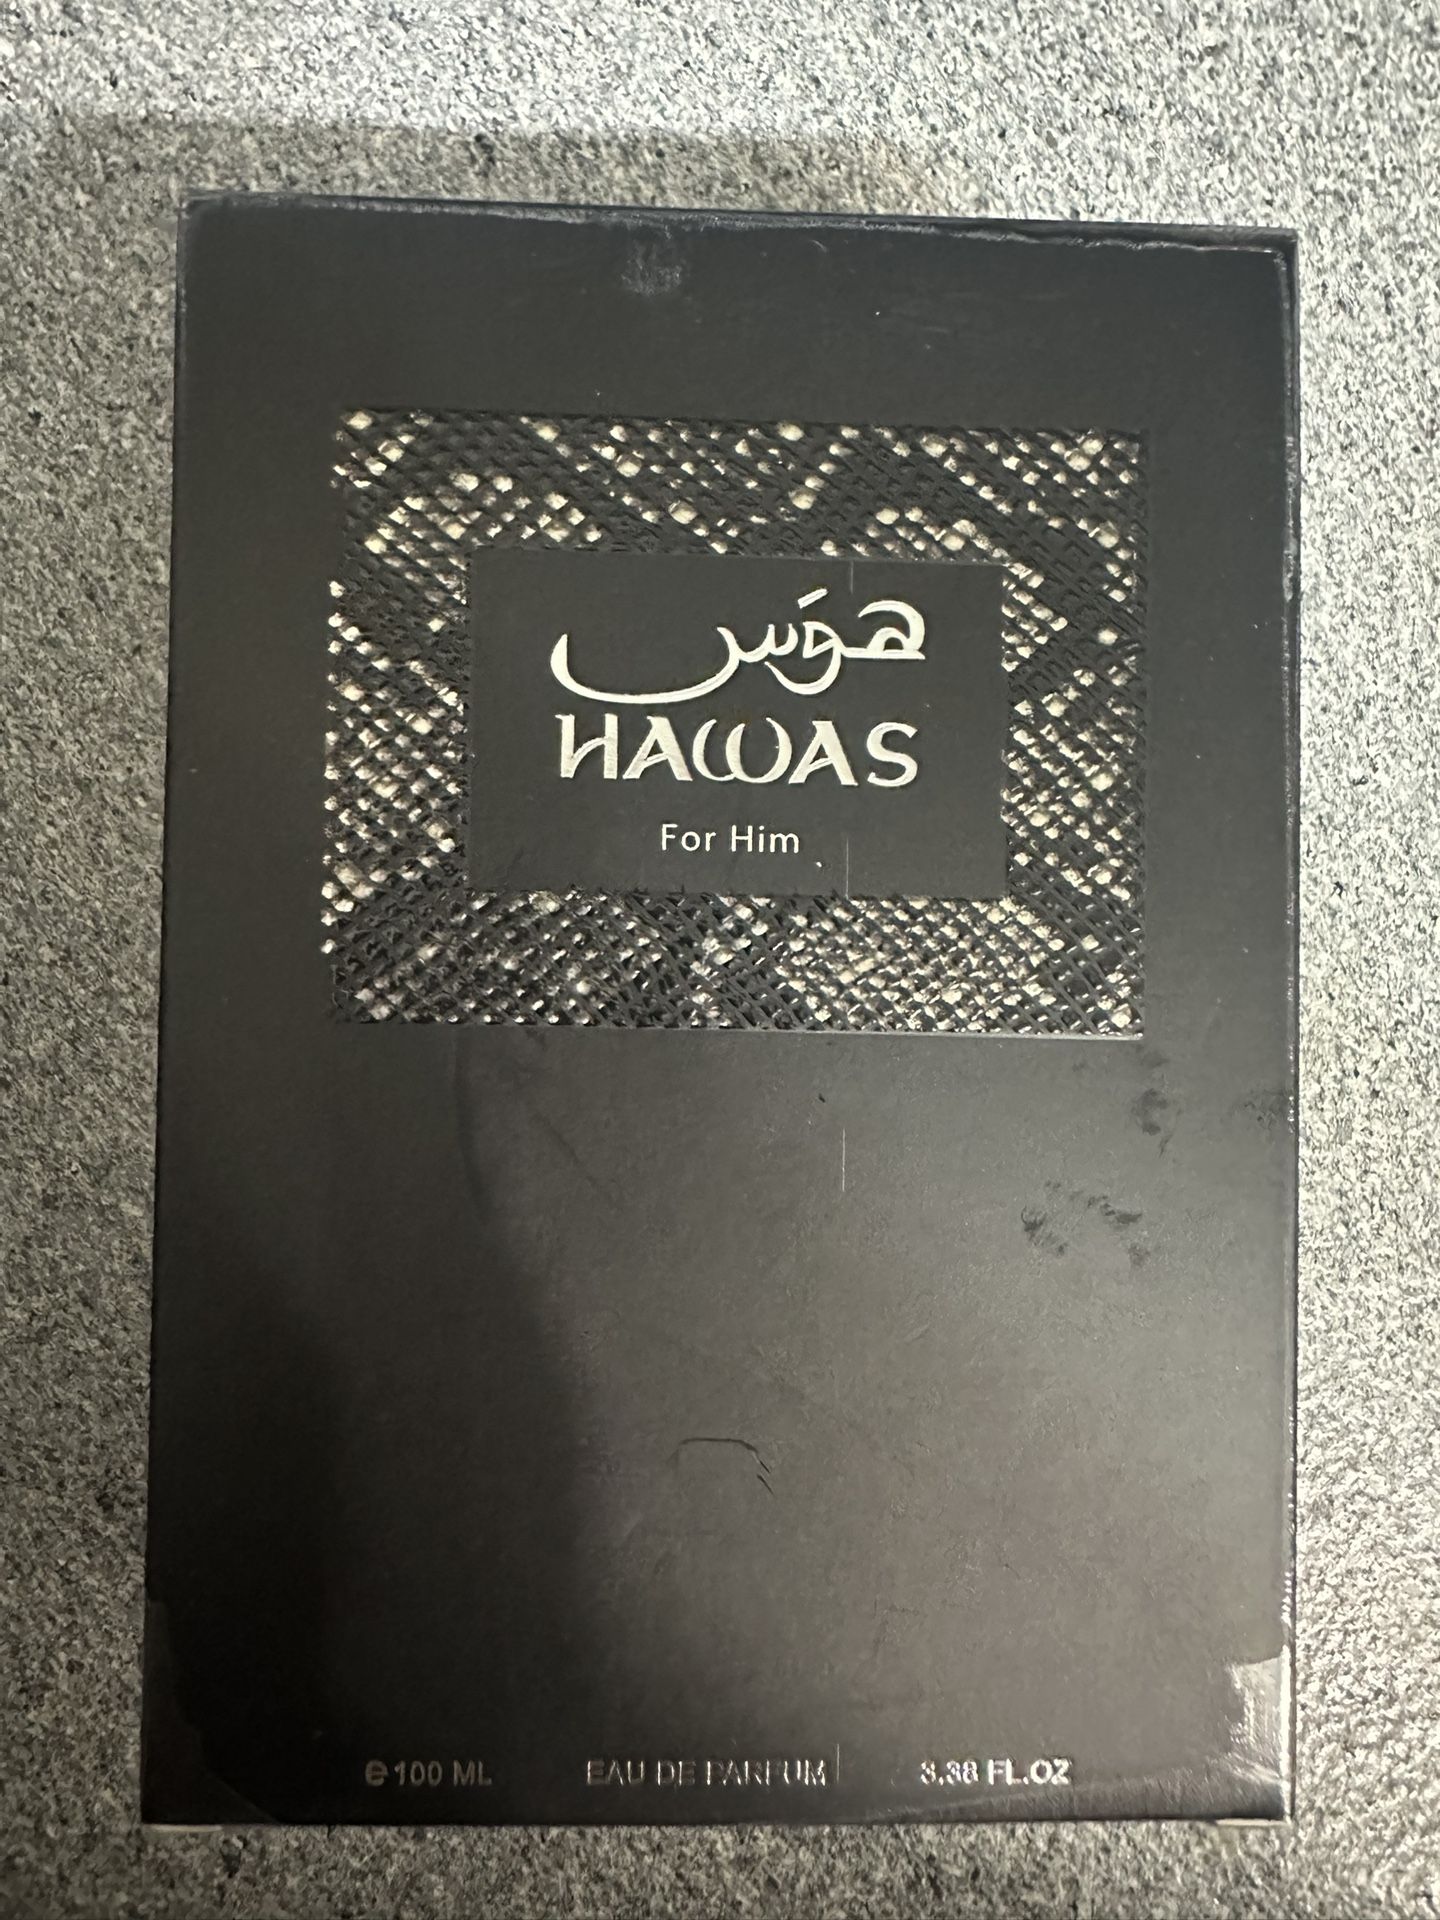 هوَس
HAWAS
For Him
℮100 ML EAU DE PARFUM 3.38 FL.OZ